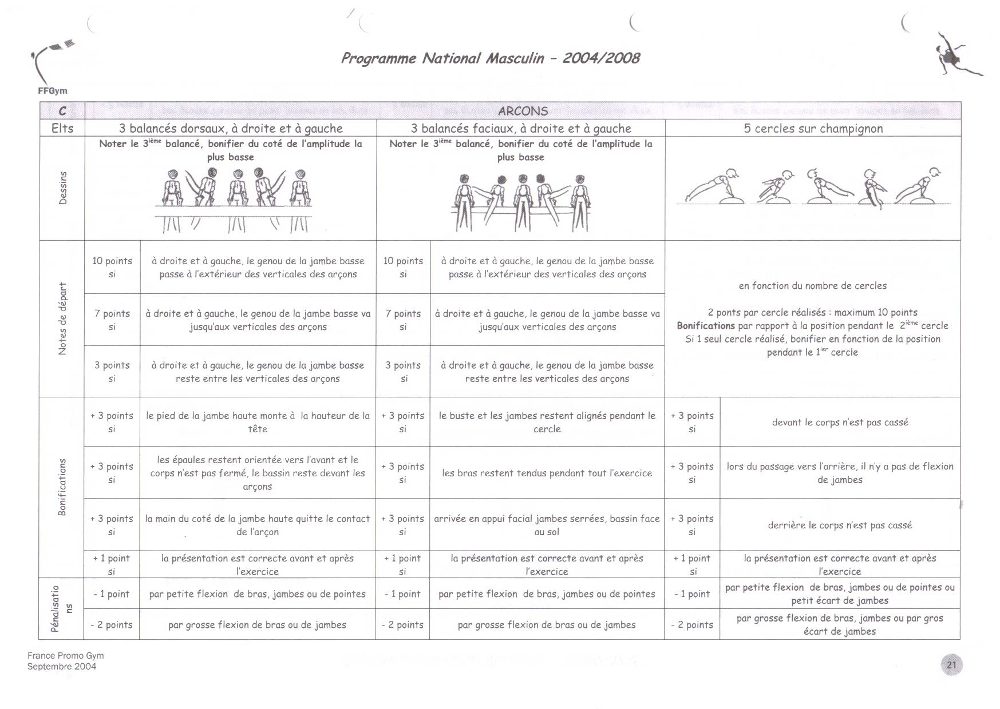 Programme National Masculin – 2004/2008
FFGym
C
ARCONS
Elts
3 balancés dorsaux, à droite et à gauche
3 balancés faciaux, à droite et à gauche
5 cercles sur champignon
Dessins
Noter le 3ième balancé, bonifier du coté de l'amplitude la
plus basse
Noter le 3ième balancé, bonifier du coté de l'amplitude la
plus basse
Notes de départ
10 points
si
à droite et à gauche, le genou de la jambe basse
passe à l'extérieur des verticales des arçons
10 points
si
à droite et à gauche, le genou de la jambe basse
passe à l'extérieur des verticales des arçons
7 points
si
à droite et à gauche, le genou de la jambe basse va
jusqu'aux verticales des arçons
7 points
si
à droite et à gauche, le genou de la jambe basse va
jusqu'aux verticales des arçons
3 points
si
à droite et à gauche, le genou de la jambe basse
reste entre les verticales des arçons
3 points
si
à droite et à gauche, le genou de la jambe basse
reste entre les verticales des arçons
en fonction du nombre de cercles
2 ponts par cercle réalisés : maximum 10 points
Bonifications par rapport à la position pendant le 2ième cercle
Si 1 seul cercle réalisé, bonifier en fonction de la position
pendant le 1ier cercle
Bonifications
+ 3 points
si
le pied de la jambe haute monte à la hauteur de la
tête
+ 3 points
si
le buste et les jambes restent alignés pendant le
cercle
+ 3 points
si
devant le corps n'est pas cassé
+ 3 points
si
les épaules restent orientée vers l'avant et le
corps n'est pas fermé, le bassin reste devant les
arçons
+ 3 points
si
les bras restent tendus pendant tout l'exercice
+ 3 points
si
lors du passage vers l'arrière, il n'y a pas de flexion
de jambes
+ 3 points
si
la main du coté de la jambe haute quitte le contact
de l'arçon
+ 3 points
si
arrivée en appui facial jambes serrées, bassin face
au sol
+ 3 points
si
derrière le corps n'est pas cassé
+ 1 point
si
la présentation est correcte avant et après
l'exercice
+ 1 point
si
la présentation est correcte avant et après
l'exercice
+ 1 point
si
la présentation est correcte avant et après
l'exercice
Pénalisatio
ns
- 1 point
par petite flexion de bras, jambes ou de pointes
- 1 point
par petite flexion de bras, jambes ou de pointes
- 1 point
par petite flexion de bras, jambes ou de pointes ou
petit écart de jambes
- 2 points
par grosse flexion de bras ou de jambes
- 2 points
par grosse flexion de bras ou de jambes
- 2 points
par grosse flexion de bras, jambes ou par gros
écart de jambes
France Promo Gym
Septembre 2004
21